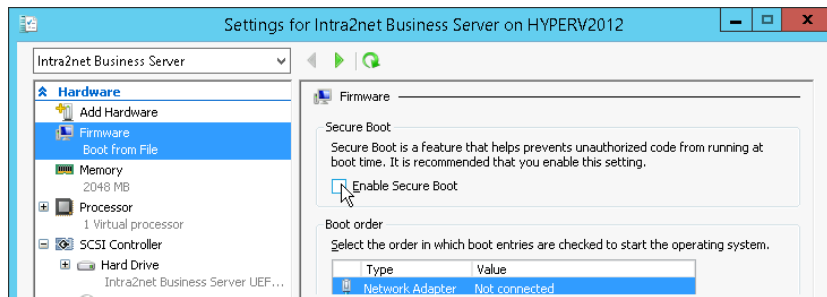 Settings for Intra2net Business Server on HYPERV2012
x
Intra2net Business Server
Hardware
Add Hardware
Firmware
Boot from File
Memory
2048 MB
Processor
1 Virtual processor
SCSI Controller
Hard Drive
Intra2net Business Server UEF...
Firmware
Secure Boot
Secure Boot is a feature that helps prevents unauthorized code from running at
boot time. It is recommended that you enable this setting.
Enable Secure Boot
Boot order
Select the order in which boot entries are checked to start the operating system.
Type Value
Network Adapter Not connected